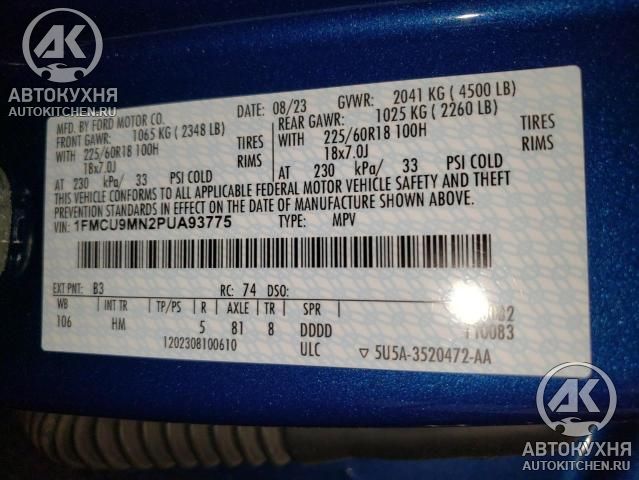 АК
АВТОКУХНЯ
AUTOKITCHEN.RU
MFD. BY FORD MOTOR CO.
DATE: 08/23 GVWR: 2041 KG ( 4500 LB)
FRONT GAWR: 1065 KG ( 2348 LB)
REAR GAWR: 1025 KG ( 2260 LB)
WITH 225/60R18 100H TIRES
WITH 225/60R18 100H TIRES
18x7.0J RIMS
18x7.0J RIMS
AT 230 kPa/ 33 PSI COLD
AT 230 kPa/ 33 PSI COLD
THIS VEHICLE CONFORMS TO ALL APPLICABLE FEDERAL MOTOR VEHICLE SAFETY AND THEFT
PREVENTION STANDARDS IN EFFECT ON THE DATE OF MANUFACTURE SHOWN ABOVE.
VIN: 1FMCU9MN2PUA93775 TYPE: MPV
EXT PNT: B3 RC: 74 DSO:
WB INT TR TP/PS R AXLE TR SPR
106 HM 5 81 8 DDDD
110083
1202308100610 ULC ▽ 5U5A-3520472-AA
АК
АВТОКУХНЯ
AUTOKITCHEN.RU